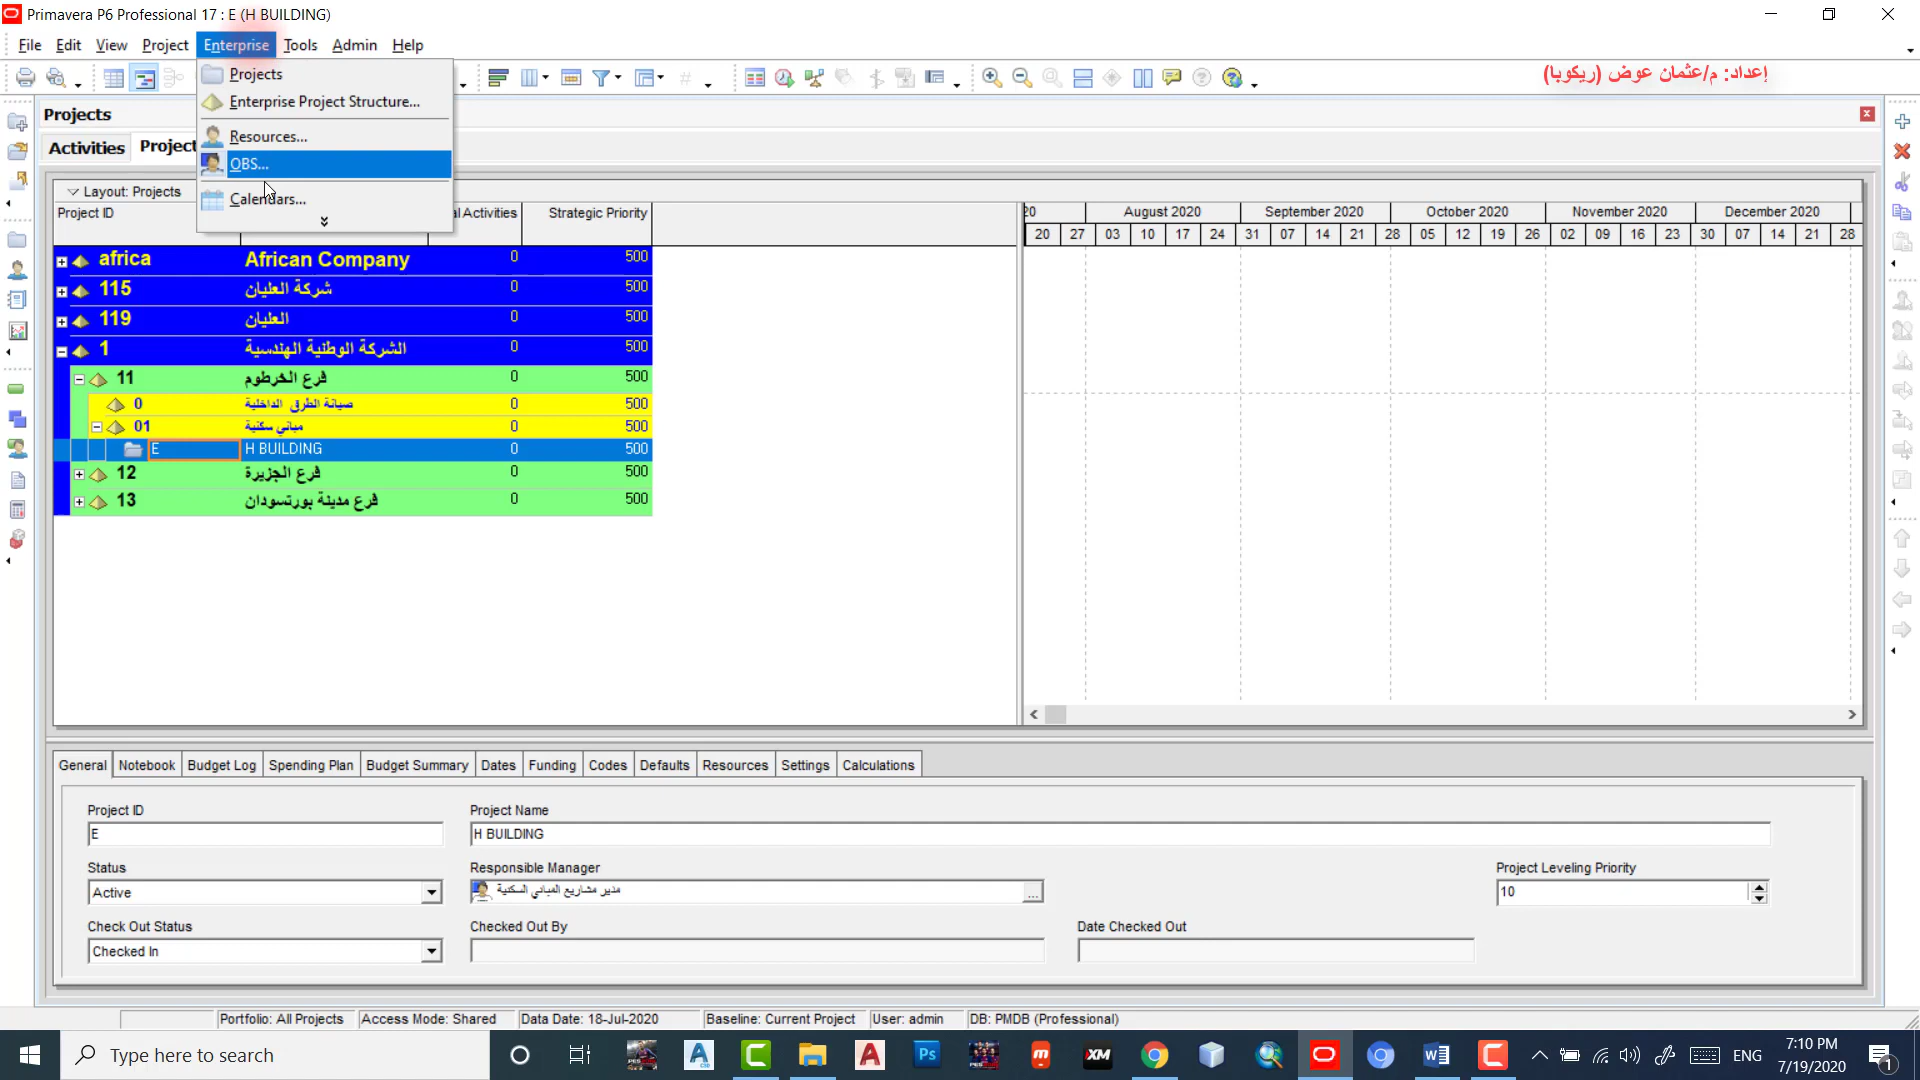 Primavera P6 Professional 17 : E (H BUILDING)
File Edit View Project Enterprise Tools Admin Help
إعداد: م/عثمان عوض (ريكوبا)
Projects
Enterprise Project Structure...
Resources...
OBS...
Calendars...
Projects
Activities Project
Layout: Projects
Project ID al Activities Strategic Priority
20 August 2020 September 2020 October 2020 November 2020 December 2020
20 27 03 10 17 24 31 07 14 21 28 05 12 19 26 02 09 16 23 30 07 14 21 28
africa African Company 0 500
115 شركة العليان 0 500
119 العليان 0 500
1 الشركة الوطنية الهندسية 0 500
11 فرع الخرطوم 0 500
0 صيانة الطرق الداخلية 0 500
01 مباني سكنية 0 500
E H BUILDING 0 500
12 فرع الجزيرة 0 500
13 فرع مدينة بورتسودان 0 500
General Notebook Budget Log Spending Plan Budget Summary Dates Funding Codes Defaults Resources Settings Calculations
Project ID Project Name
E H BUILDING
Status Responsible Manager Project Leveling Priority
Active مدير مشاريع المباني السكنية ... 10
Check Out Status Checked Out By Date Checked Out
Checked In
Portfolio: All Projects Access Mode: Shared Data Date: 18-Jul-2020 Baseline: Current Project User: admin DB: PMDB (Professional)
Type here to search
Ps
XM
ENG
7:10 PM
7/19/2020
1